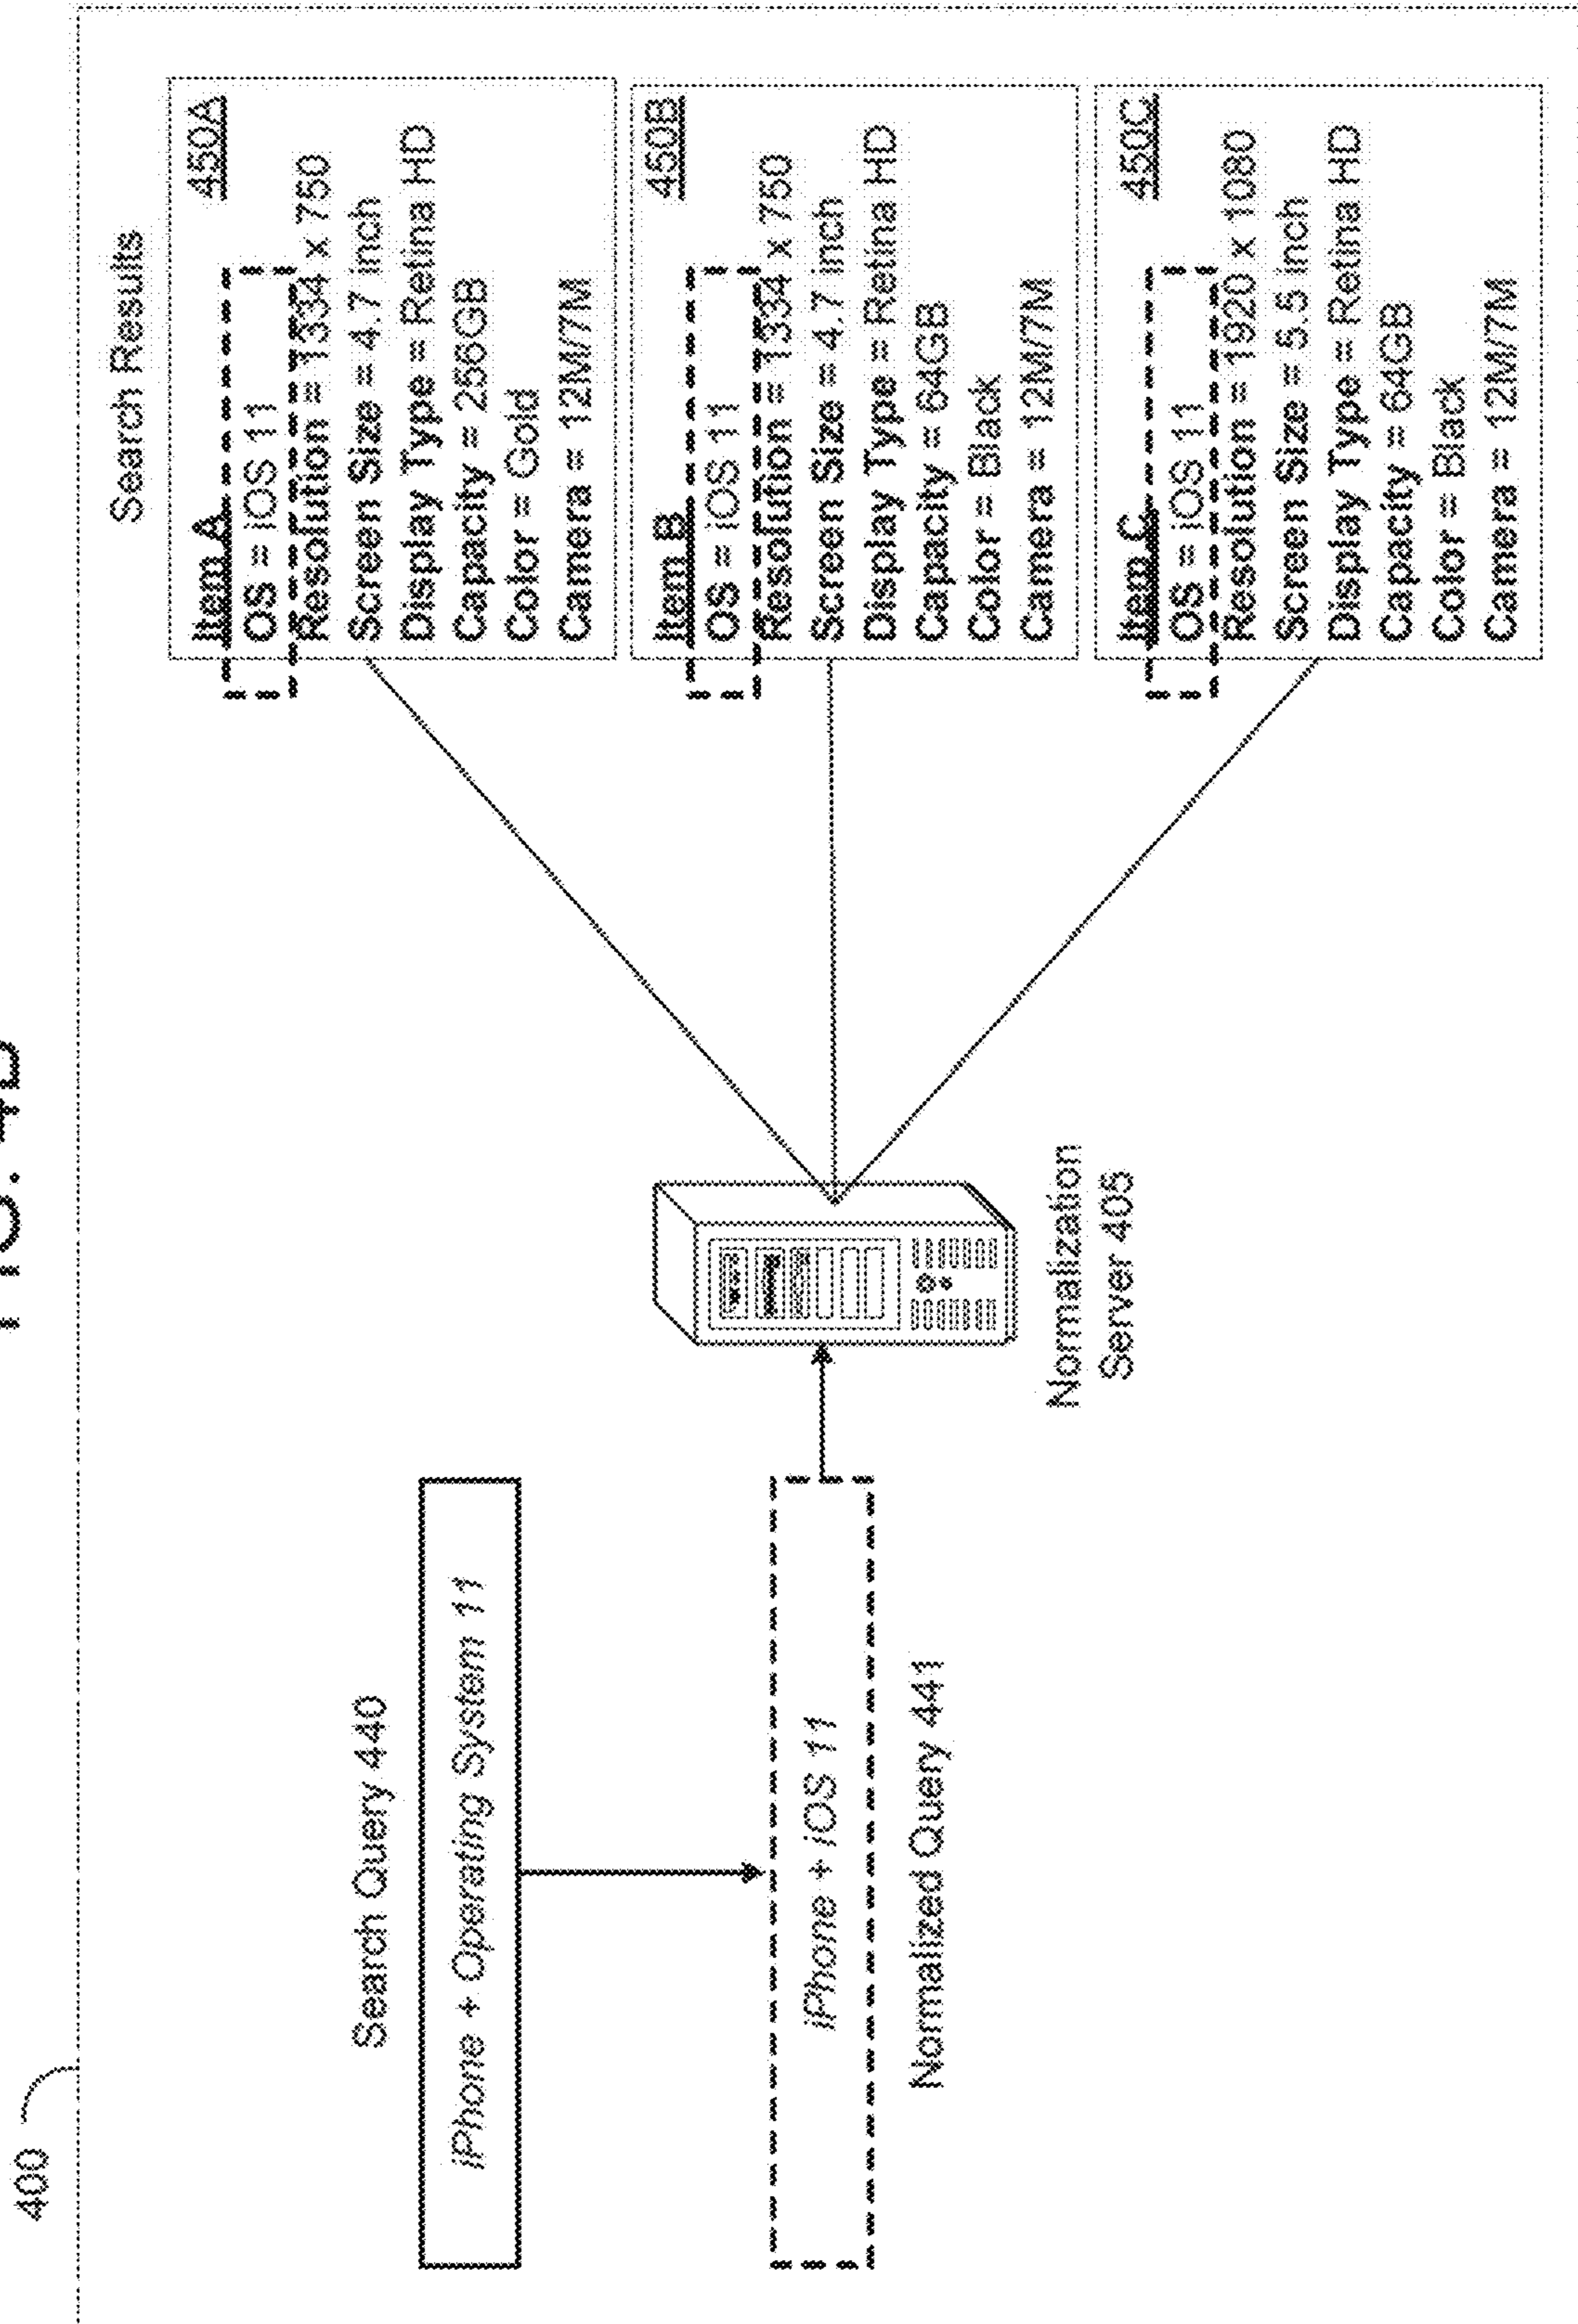 400
Search Query 440
iPhone + Operating System 11
iPhone + iOS 11
Normalized Query 441
Normalization
Server 405
Search Results
Item A 450A
OS = iOS 11
Resolution = 1334 x 750
Screen Size = 4.7 inch
Display Type = Retina HD
Capacity = 256GB
Color = Gold
Camera = 12M/7M
Item B 450B
OS = iOS 11
Resolution = 1334 x 750
Screen Size = 4.7 inch
Display Type = Retina HD
Capacity = 64GB
Color = Black
Camera = 12M/7M
Item C 450C
OS = iOS 11
Resolution = 1920 x 1080
Screen Size = 5.5 inch
Display Type = Retina HD
Capacity = 64GB
Color = Black
Camera = 12M/7M